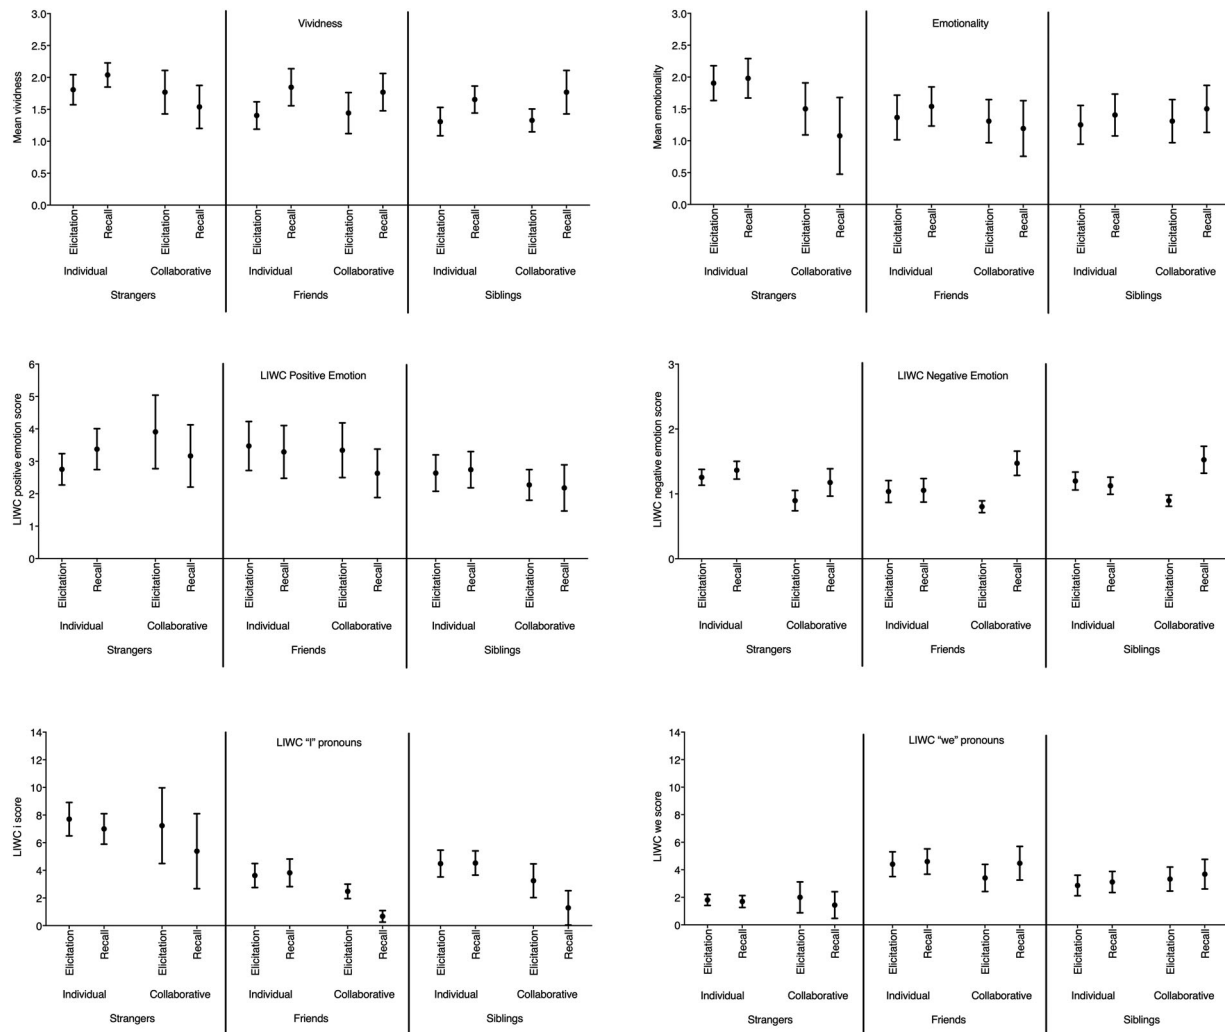 Vividness
Mean vividness
3.0
2.5
2.0
1.5
1.0
0.5
0.0
Elicitation Recall Elicitation Recall Elicitation Recall Elicitation Recall Elicitation Recall Elicitation Recall
Individual Collaborative Individual Collaborative Individual Collaborative
Strangers Friends Siblings
Emotionality
Mean emotionality
3.0
2.5
2.0
1.5
1.0
0.5
0.0
Elicitation Recall Elicitation Recall Elicitation Recall Elicitation Recall Elicitation Recall Elicitation Recall
Individual Collaborative Individual Collaborative Individual Collaborative
Strangers Friends Siblings
LIWC Positive Emotion
LIWC positive emotion score
6
5
4
3
2
1
0
Elicitation Recall Elicitation Recall Elicitation Recall Elicitation Recall Elicitation Recall Elicitation Recall
Individual Collaborative Individual Collaborative Individual Collaborative
Strangers Friends Siblings
LIWC Negative Emotion
LIWC negative emotion score
3
2
1
0
Elicitation Recall Elicitation Recall Elicitation Recall Elicitation Recall Elicitation Recall Elicitation Recall
Individual Collaborative Individual Collaborative Individual Collaborative
Strangers Friends Siblings
LIWC "I" pronouns
LIWC i score
14
12
10
8
6
4
2
0
Elicitation Recall Elicitation Recall Elicitation Recall Elicitation Recall Elicitation Recall Elicitation Recall
Individual Collaborative Individual Collaborative Individual Collaborative
Strangers Friends Siblings
LIWC "we" pronouns
LIWC we score
14
12
10
8
6
4
2
0
Elicitation Recall Elicitation Recall Elicitation Recall Elicitation Recall Elicitation Recall Elicitation Recall
Individual Collaborative Individual Collaborative Individual Collaborative
Strangers Friends Siblings